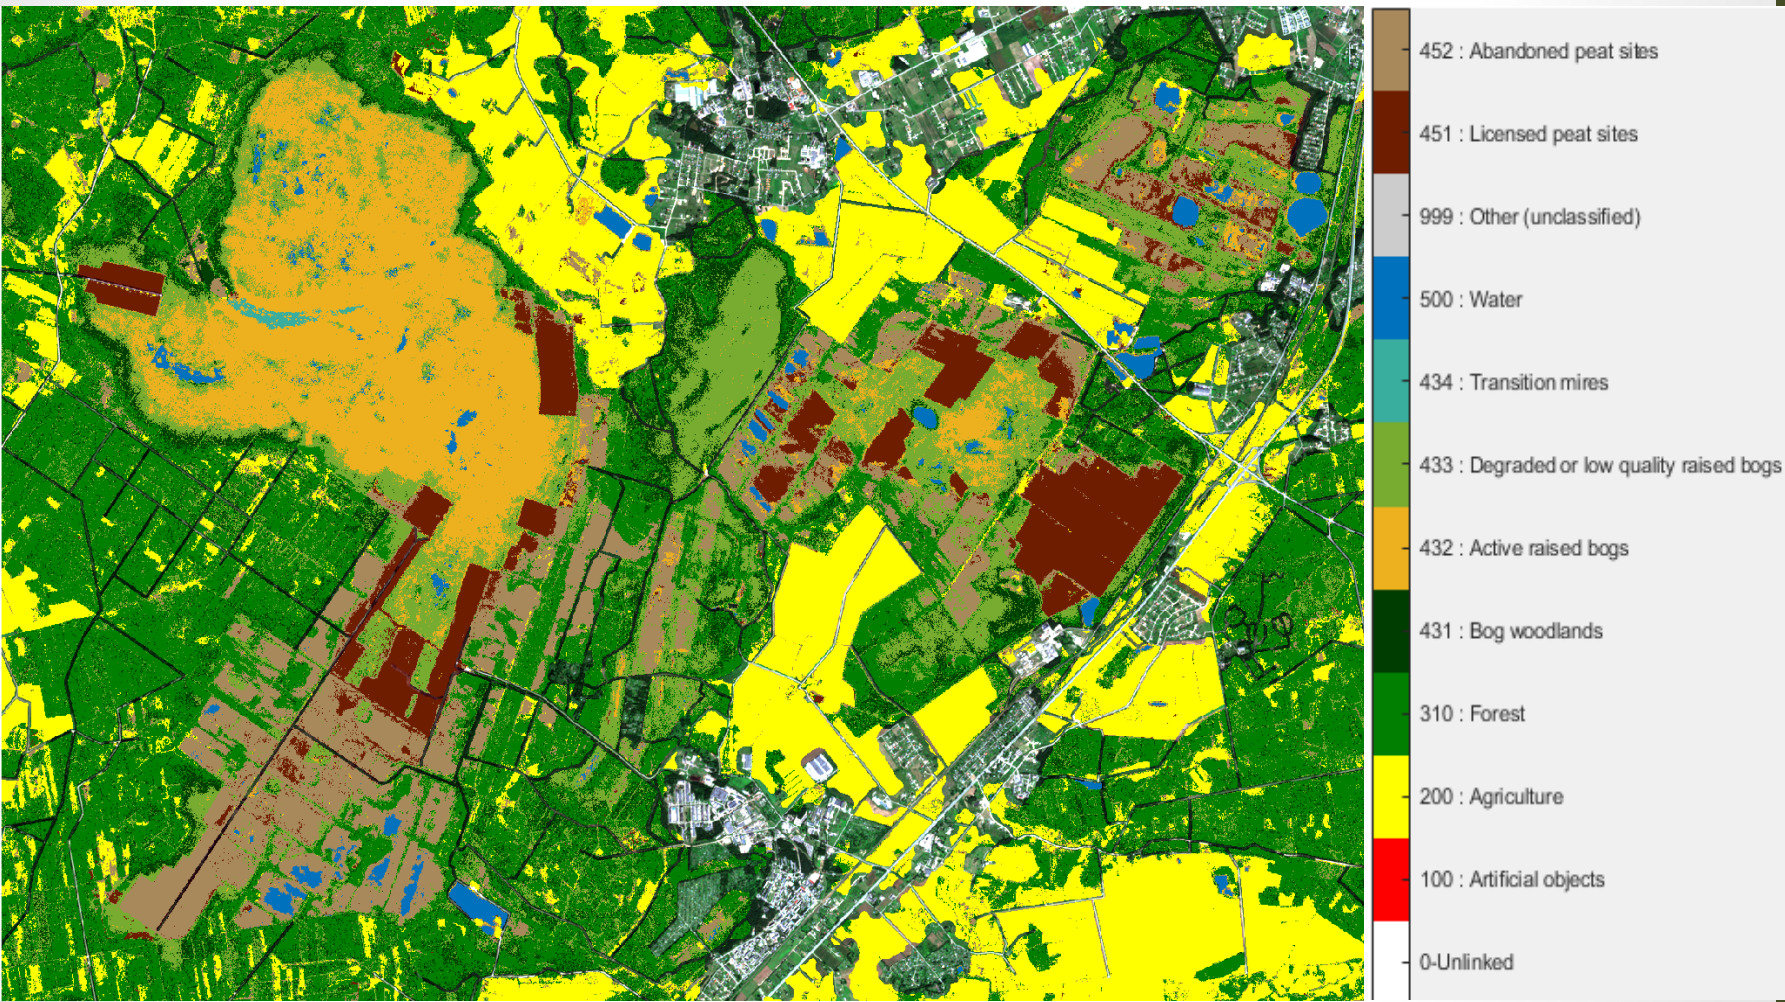 452 : Abandoned peat sites
451 : Licensed peat sites
999 : Other (unclassified)
500 : Water
434 : Transition mires
433 : Degraded or low quality raised bogs
432 : Active raised bogs
431 : Bog woodlands
310 : Forest
200 : Agriculture
100 : Artificial objects
0-Unlinked